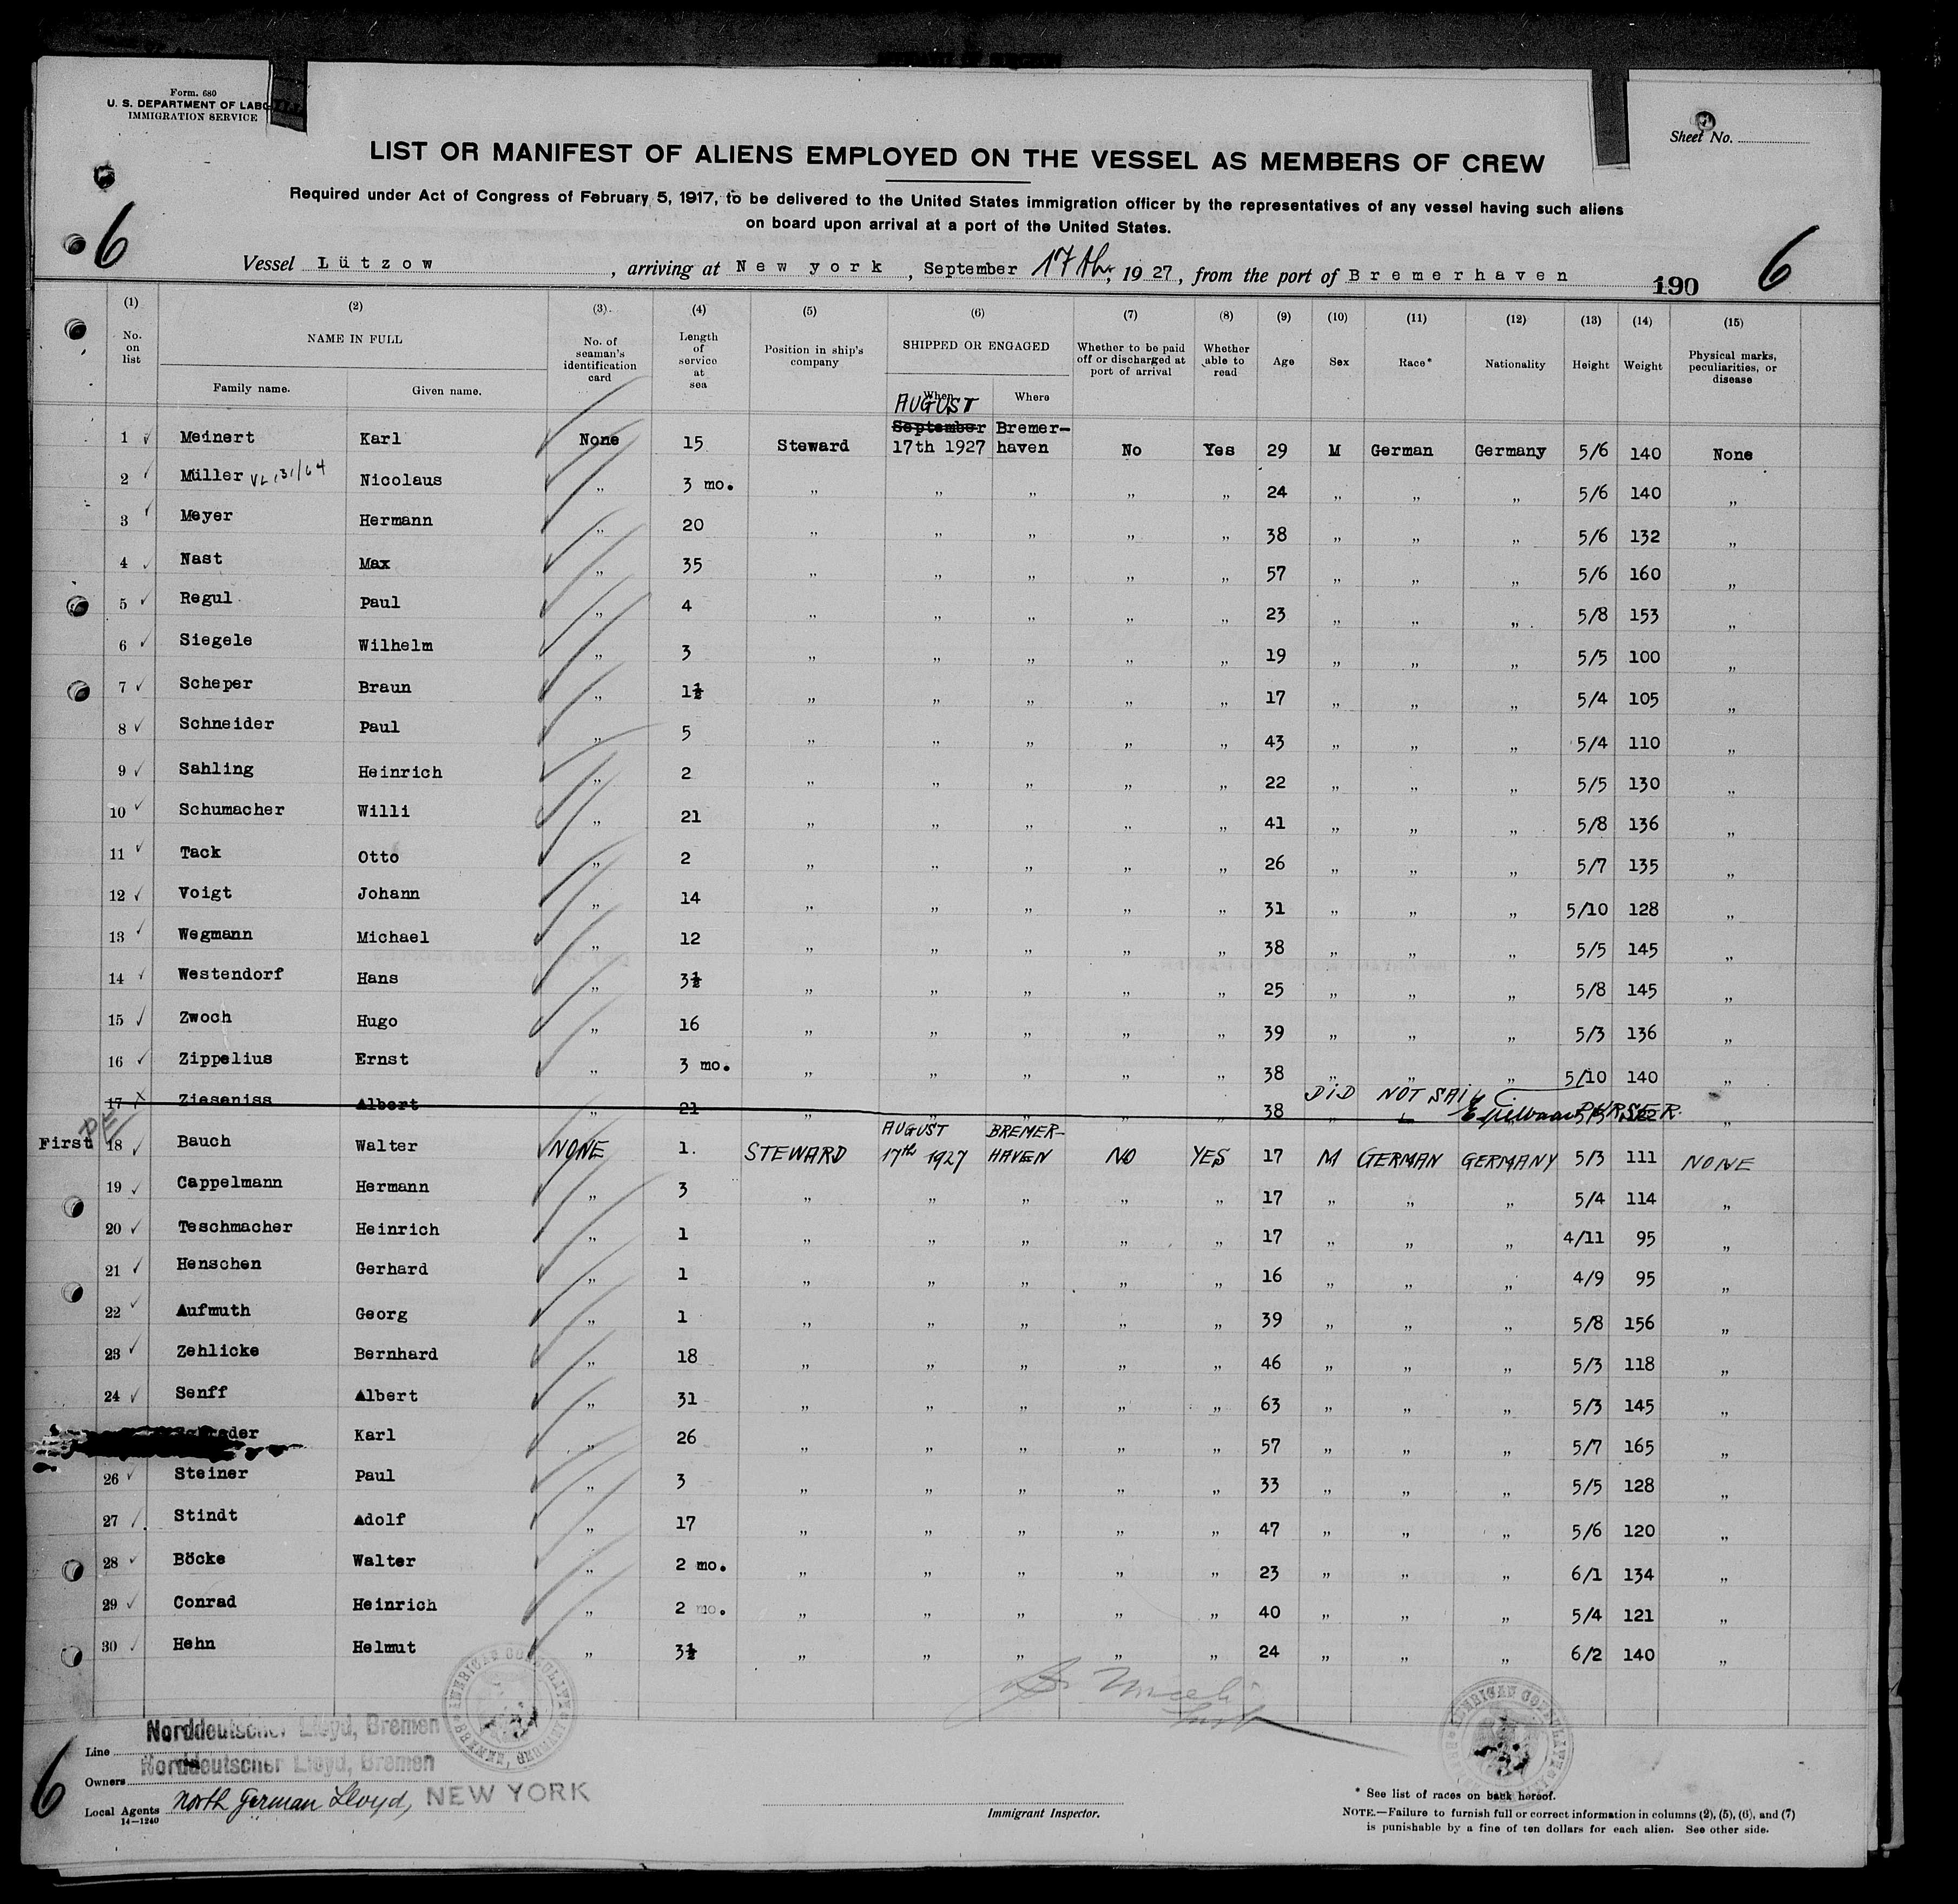 Form. 680
U. S. DEPARTMENT OF LABO
IMMIGRATION SERVICE
Sheet No.
LIST OR MANIFEST OF ALIENS EMPLOYED ON THE VESSEL AS MEMBERS OF CREW
Required under Act of Congress of February 5, 1917, to be delivered to the United States immigration officer by the representatives of any vessel having such aliens
on board upon arrival at a port of the United States.
6 6
Vessel Lützow, arriving at New york, September 17th, 1927, from the port of Bremerhaven 190
(1) (2) (3) (4) (5) (6) (7) (8) (9) (10) (11) (12) (13) (14) (15)
No. on list NAME IN FULL Family name. Given name. No. of seaman's identification card Length of service at sea Position in ship's company SHIPPED OR ENGAGED When Where Whether to be paid off or discharged at port of arrival Whether able to read Age Sex Race* Nationality Height Weight Physical marks, peculiarities, or disease
AUGUST
September Bremer-
1 Meinert Karl None 15 Steward 17th 1927 haven No Yes 29 M German Germany 5/6 140 None
2 Müller VL 131/64 Nicolaus „ 3 mo. „ „ „ „ „ 24 „ „ „ 5/6 140 „
3 Meyer Hermann „ 20 „ „ „ „ „ 38 „ „ „ 5/6 132 „
4 Nast Max „ 35 „ „ „ „ „ 57 „ „ „ 5/6 160 „
5 Regul Paul „ 4 „ „ „ „ „ 23 „ „ „ 5/8 153 „
6 Siegele Wilhelm „ 3 „ „ „ „ „ 19 „ „ „ 5/5 100 „
7 Scheper Braun „ 1½ „ „ „ „ „ 17 „ „ „ 5/4 105 „
8 Schneider Paul „ 5 „ „ „ „ „ 43 „ „ „ 5/4 110 „
9 Sahling Heinrich „ 2 „ „ „ „ „ 22 „ „ „ 5/5 130 „
10 Schumacher Willi „ 21 „ „ „ „ „ 41 „ „ „ 5/8 136 „
11 Tack Otto „ 2 „ „ „ „ „ 26 „ „ „ 5/7 135 „
12 Voigt Johann „ 14 „ „ „ „ „ 31 „ „ „ 5/10 128 „
13 Wegmann Michael „ 12 „ „ „ „ „ 38 „ „ „ 5/5 145 „
14 Westendorf Hans „ 3½ „ „ „ „ „ 25 „ „ „ 5/8 145 „
15 Zwoch Hugo „ 16 „ „ „ „ „ 39 „ „ „ 5/3 136 „
16 Zippelius Ernst „ 3 mo. „ „ „ „ „ 38 „ „ „ 5/10 140 „
DID NOT SAIL
17 Zieseniss Albert „ 21 „ „ „ „ „ 38 PURSER.
AUGUST BREMER-
First 18 Bauch Walter NONE 1. STEWARD 17th 1927 HAVEN NO YES 17 M GERMAN GERMANY 5/3 111 NONE
19 Cappelmann Hermann „ 3 „ „ „ „ „ 17 „ „ „ 5/4 114 „
20 Teschmacher Heinrich „ 1 „ „ „ „ „ 17 „ „ „ 4/11 95 „
21 Henschen Gerhard „ 1 „ „ „ „ „ 16 „ „ „ 4/9 95 „
22 Aufmuth Georg „ 1 „ „ „ „ „ 39 „ „ „ 5/8 156 „
23 Zehlicke Bernhard „ 18 „ „ „ „ „ 46 „ „ „ 5/3 118 „
24 Senff Albert „ 31 „ „ „ „ „ 63 „ „ „ 5/3 145 „
Karl „ 26 „ „ „ „ „ 57 „ „ „ 5/7 165 „
26 Steiner Paul „ 3 „ „ „ „ „ 33 „ „ „ 5/5 128 „
27 Stindt Adolf „ 17 „ „ „ „ „ 47 „ „ „ 5/6 120 „
28 Böcke Walter „ 2 mo. „ „ „ „ „ 23 „ „ „ 6/1 134 „
29 Conrad Heinrich „ 2 mo. „ „ „ „ „ 40 „ „ „ 5/4 121 „
30 Hehn Helmut „ 3½ „ „ „ „ „ 24 „ „ „ 6/2 140 „
Line Norddeutscher Lloyd, Bremen
Owners Norddeutscher Lloyd, Bremen
6
Local Agents North German Lloyd, NEW YORK
14—1240
Immigrant Inspector.
* See list of races on back hereof.
NOTE.—Failure to furnish full or correct information in columns (2), (5), (6), and (7)
is punishable by a fine of ten dollars for each alien. See other side.